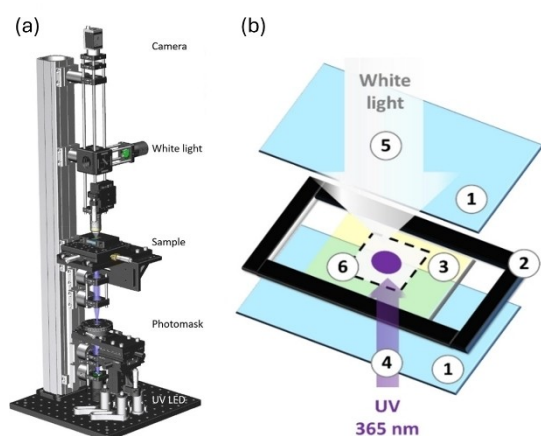 (a)
Camera
White light
Sample
Photomask
UV LED
(b)
White
light
5
1
2
6
3
4
1
UV
365 nm